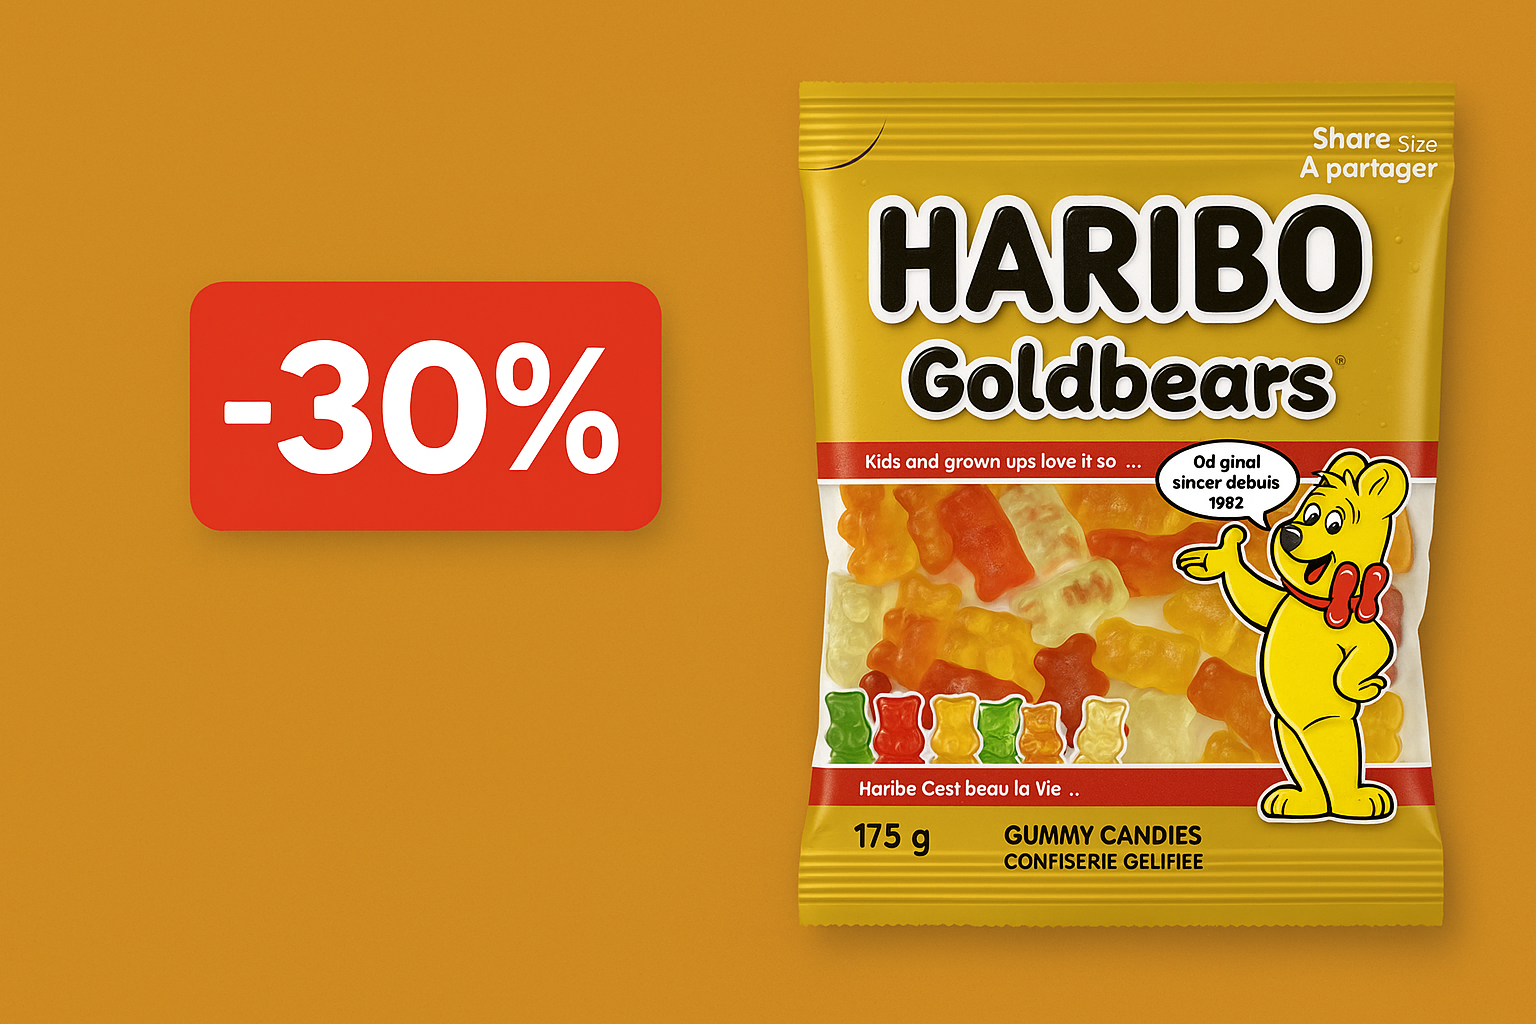 -30%
Share Size
A partager
HARIBO
Goldbears®
Kids and grown ups love it so ...
Od ginal
sincer debuis
1982
Haribe Cest beau la Vie ..
175 g
GUMMY CANDIES
CONFISERIE GELIFIEE